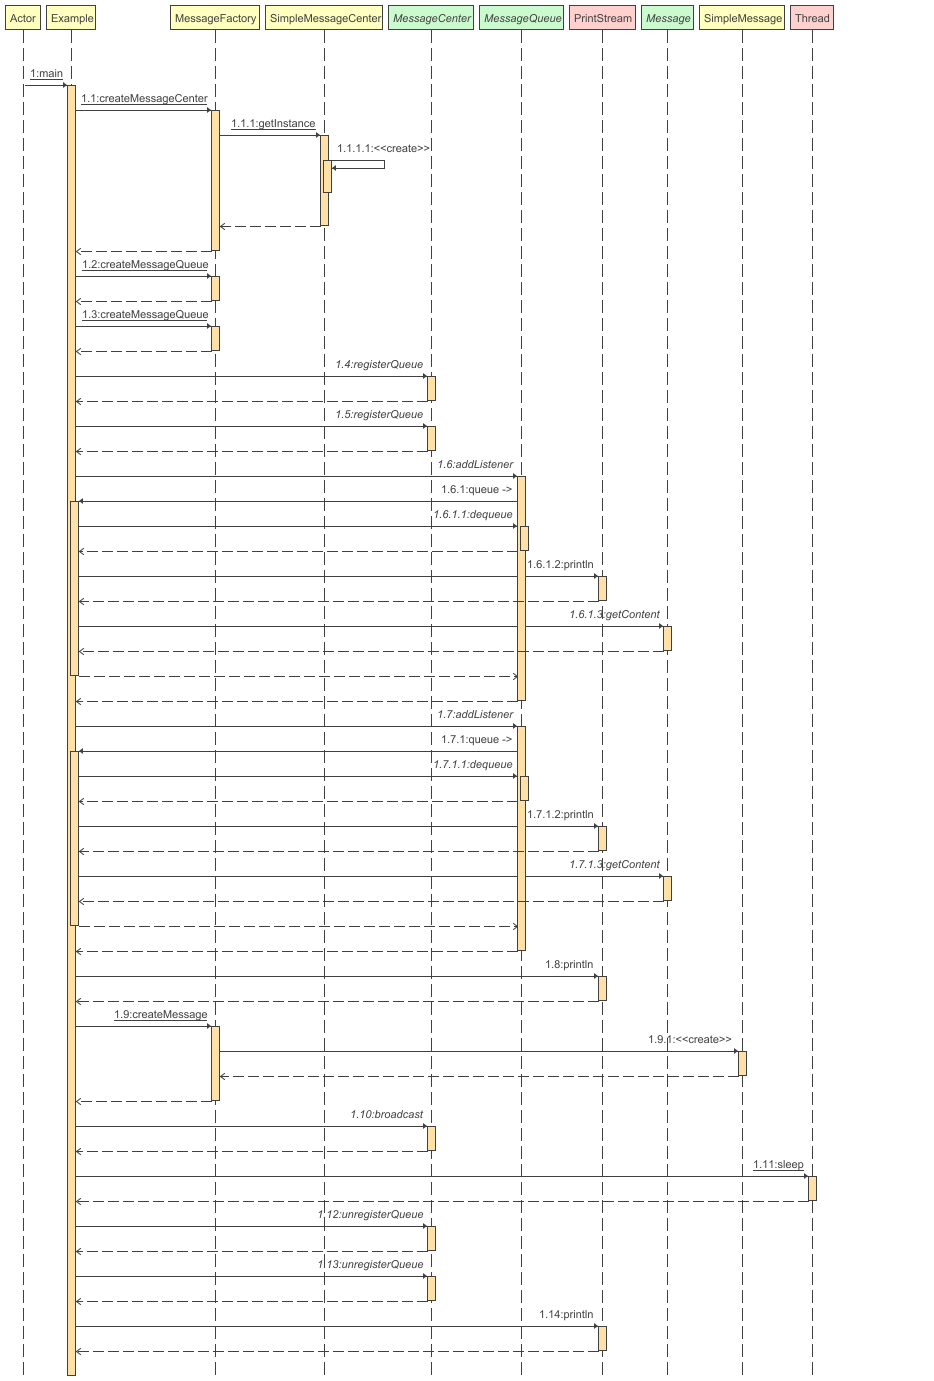 Actor Example MessageFactory SimpleMessageCenter MessageCenter MessageQueue PrintStream Message SimpleMessage Thread
1:main
1.1:createMessageCenter
1.1.1:getInstance
1.1.1.1:<<create>>
1.2:createMessageQueue
1.3:createMessageQueue
1.4:registerQueue
1.5:registerQueue
1.6:addListener
1.6.1:queue ->
1.6.1.1:dequeue
1.6.1.2:println
1.6.1.3:getContent
1.7:addListener
1.7.1:queue ->
1.7.1.1:dequeue
1.7.1.2:println
1.7.1.3:getContent
1.8:println
1.9:createMessage
1.9.1:<<create>>
1.10:broadcast
1.11:sleep
1.12:unregisterQueue
1.13:unregisterQueue
1.14:println